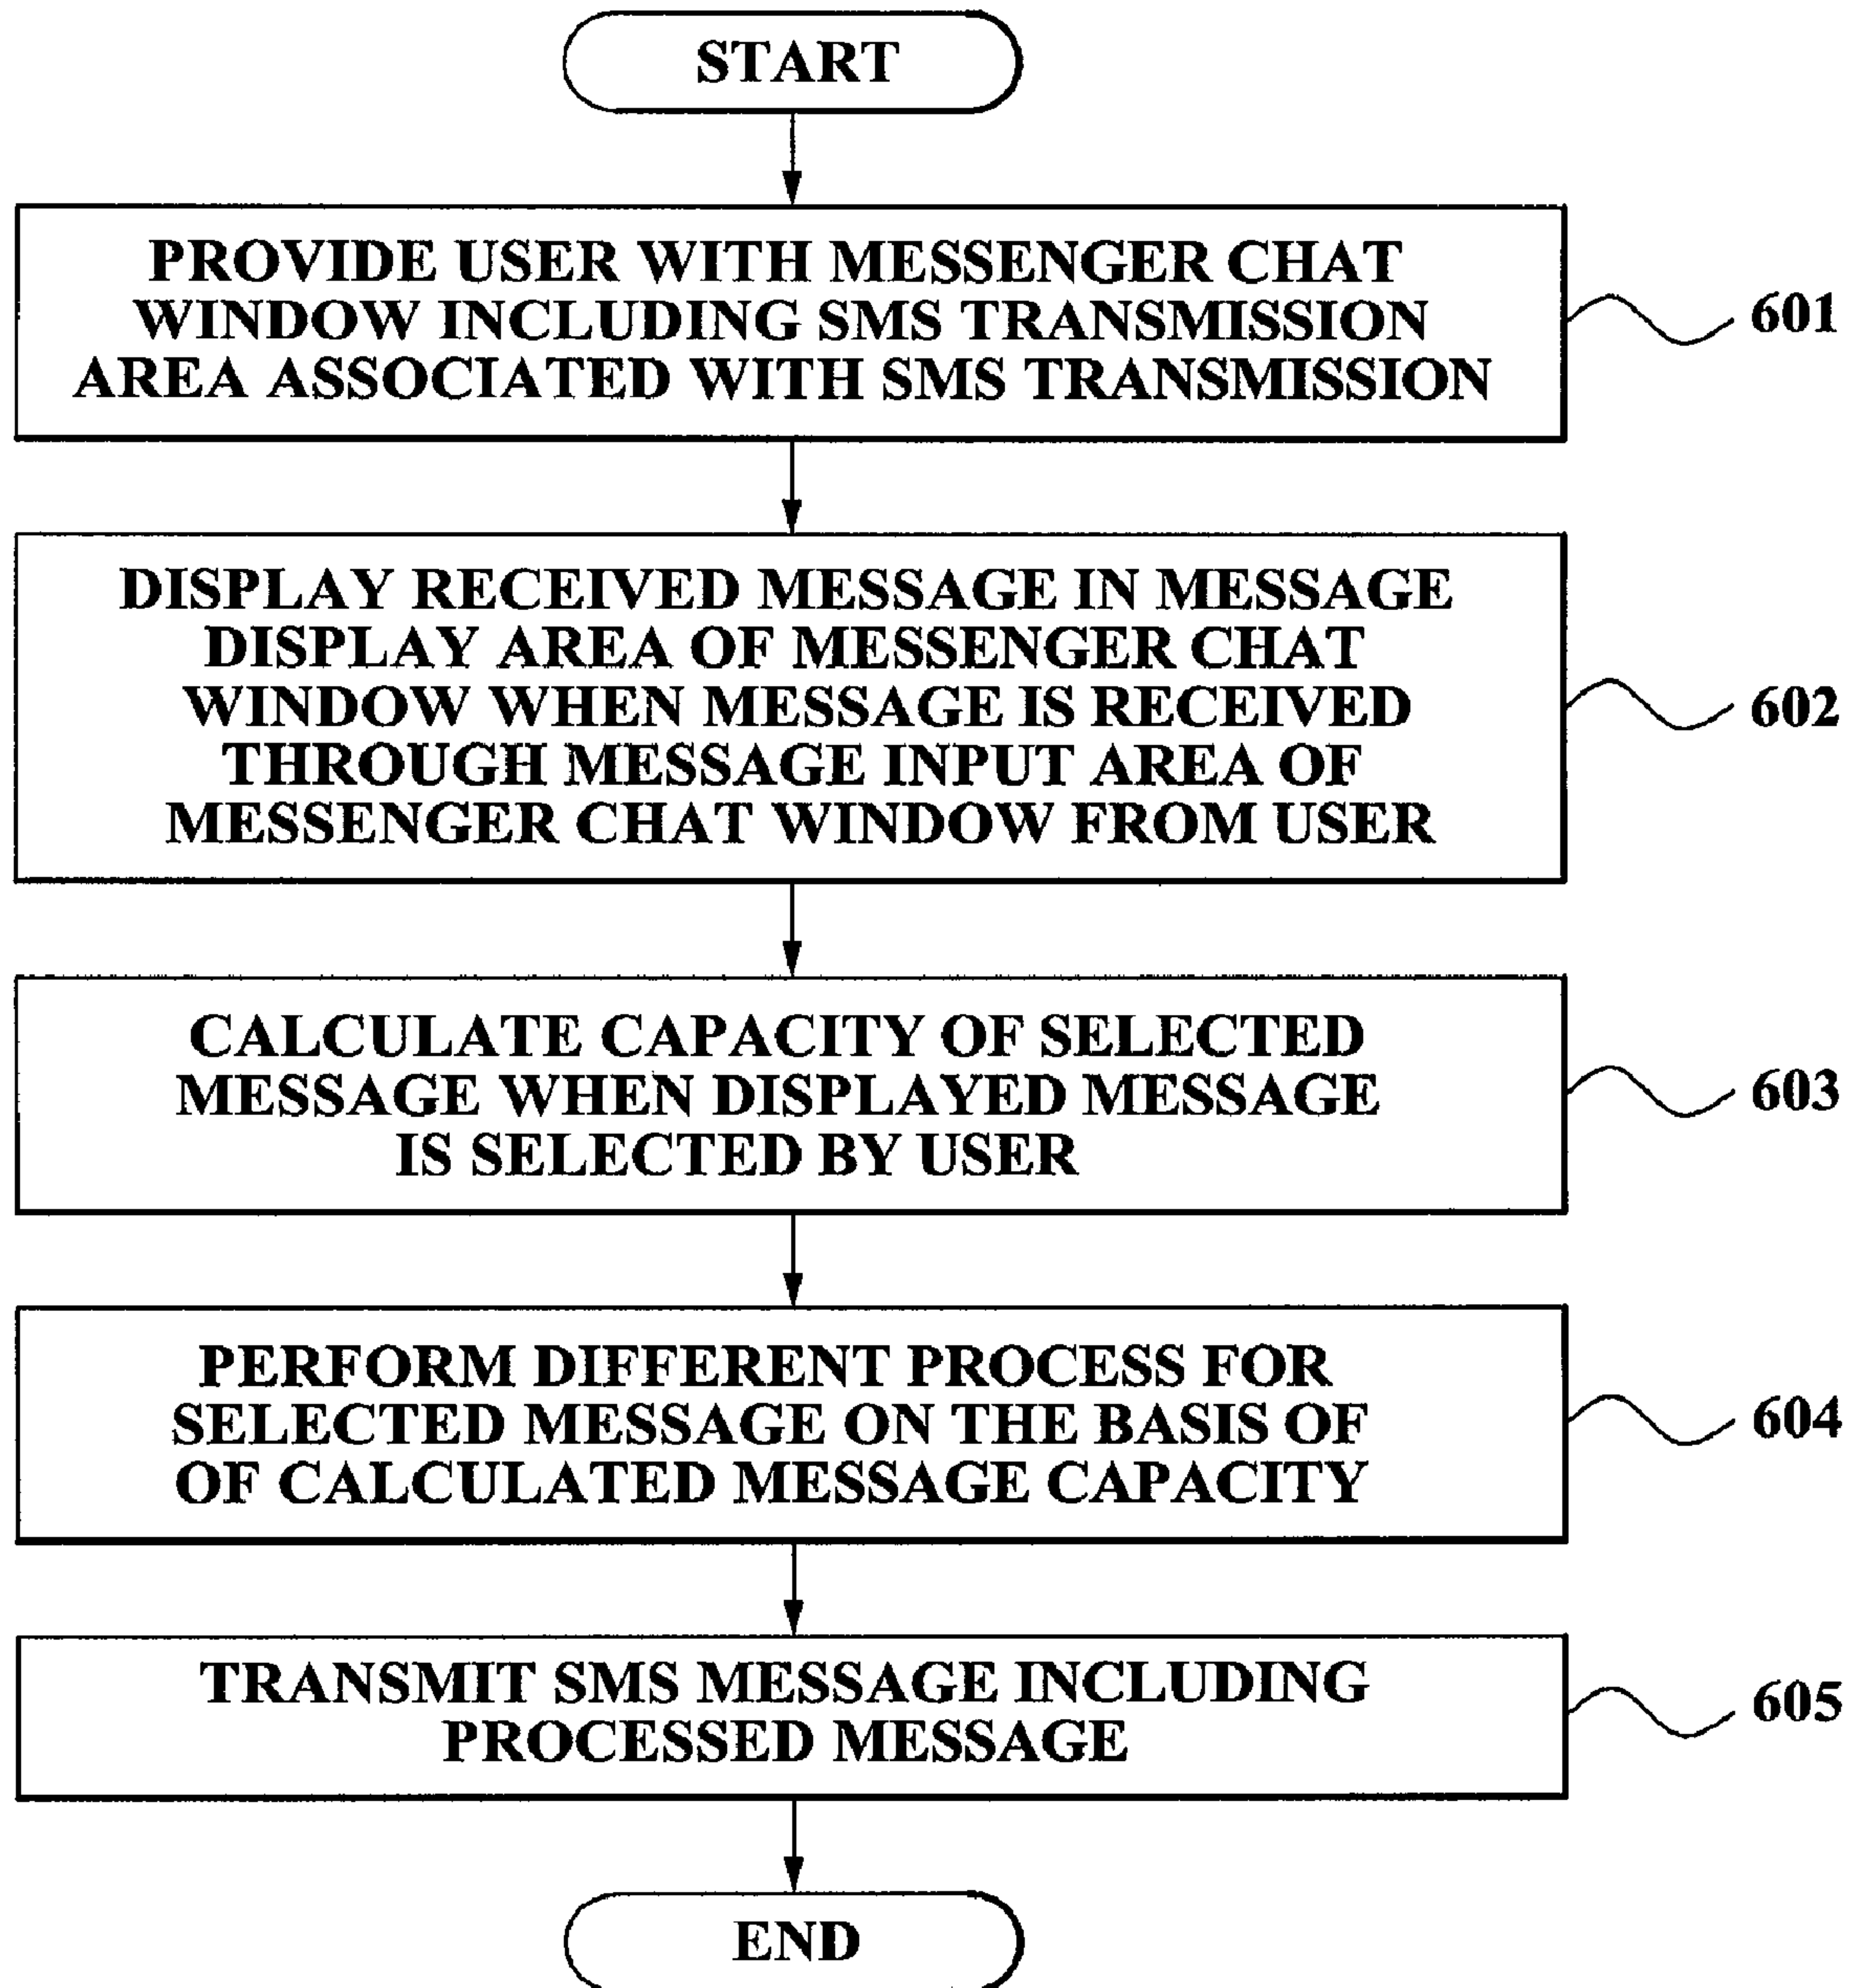 START
PROVIDE USER WITH MESSENGER CHAT
WINDOW INCLUDING SMS TRANSMISSION
AREA ASSOCIATED WITH SMS TRANSMISSION
601
DISPLAY RECEIVED MESSAGE IN MESSAGE
DISPLAY AREA OF MESSENGER CHAT
WINDOW WHEN MESSAGE IS RECEIVED
THROUGH MESSAGE INPUT AREA OF
MESSENGER CHAT WINDOW FROM USER
602
CALCULATE CAPACITY OF SELECTED
MESSAGE WHEN DISPLAYED MESSAGE
IS SELECTED BY USER
603
PERFORM DIFFERENT PROCESS FOR
SELECTED MESSAGE ON THE BASIS OF
OF CALCULATED MESSAGE CAPACITY
604
TRANSMIT SMS MESSAGE INCLUDING
PROCESSED MESSAGE
605
END